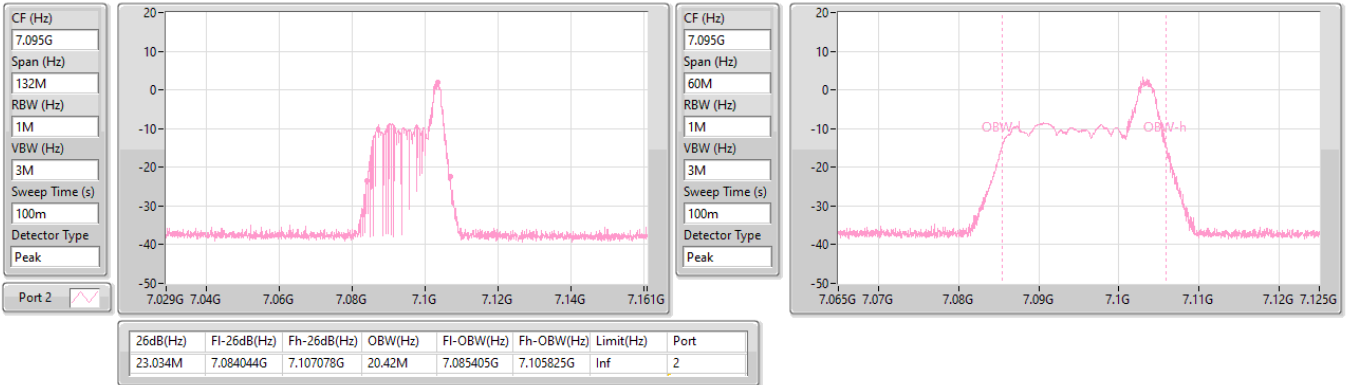 CF (Hz)
7.095G
Span (Hz)
132M
RBW (Hz)
1M
VBW (Hz)
3M
Sweep Time (s)
100m
Detector Type
Peak
Port 2
20
10
0
-10
-20
-30
-40
-50
7.029G 7.04G 7.06G 7.08G 7.1G 7.12G 7.14G 7.161G
CF (Hz)
7.095G
Span (Hz)
60M
RBW (Hz)
1M
VBW (Hz)
3M
Sweep Time (s)
100m
Detector Type
Peak
20
10
0
-10
-20
-30
-40
-50
OBW-l OBW-h
7.065G 7.07G 7.08G 7.09G 7.1G 7.11G 7.12G 7.125G
26dB(Hz) Fl-26dB(Hz) Fh-26dB(Hz) OBW(Hz) Fl-OBW(Hz) Fh-OBW(Hz) Limit(Hz) Port
23.034M 7.084044G 7.107078G 20.42M 7.085405G 7.105825G Inf 2